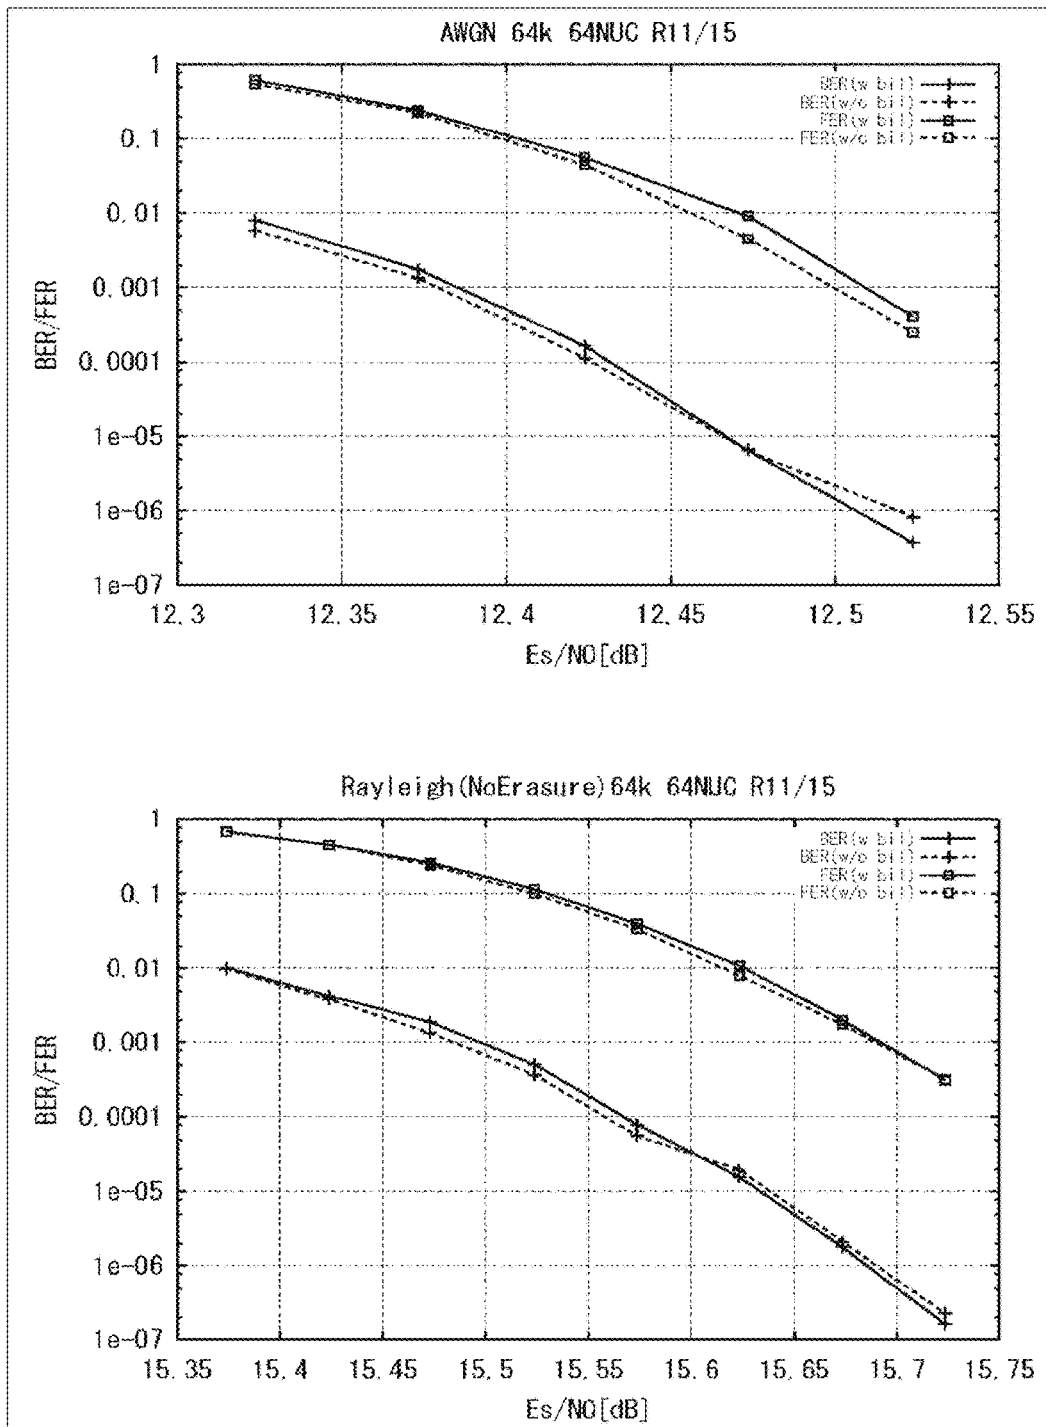 AWGN 64k 64NUC R11/15
BER(w bil)
BER(w/o bil)
FER(w bil)
FER(w/o bil)
1
0.1
0.01
0.001
0.0001
1e-05
1e-06
1e-07
BER/FER
12.3 12.35 12.4 12.45 12.5 12.55
Es/N0[dB]
Rayleigh(NoErasure)64k 64NUC R11/15
BER(w bil)
BER(w/o bil)
FER(w bil)
FER(w/o bil)
1
0.1
0.01
0.001
0.0001
1e-05
1e-06
1e-07
BER/FER
15.35 15.4 15.45 15.5 15.55 15.6 15.65 15.7 15.75
Es/N0[dB]